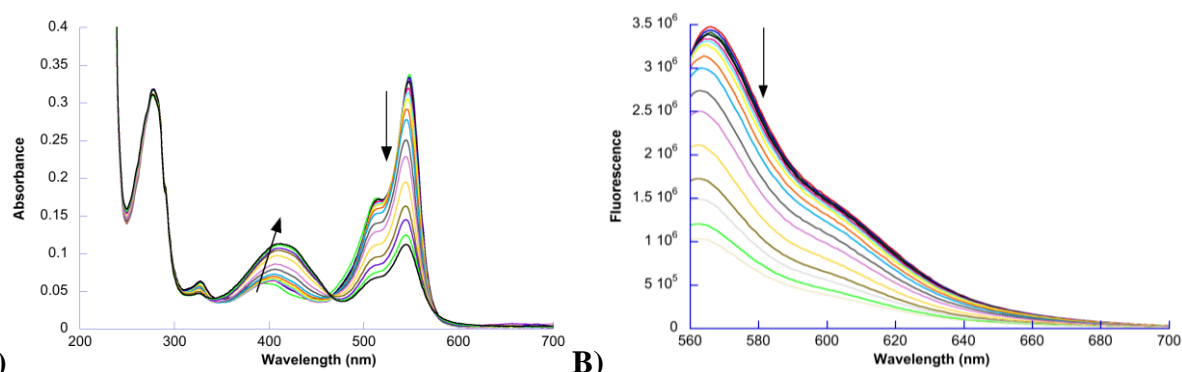 0.4
0.35
0.3
0.25
0.2
0.15
0.1
0.05
0
Absorbance
200 300 400 500 600 700
Wavelength (nm)
)
B)
3.5 10⁶
3 10⁶
2.5 10⁶
2 10⁶
1.5 10⁶
1 10⁶
5 10⁵
0
Fluorescence
560 580 600 620 640 660 680 700
Wavelength (nm)